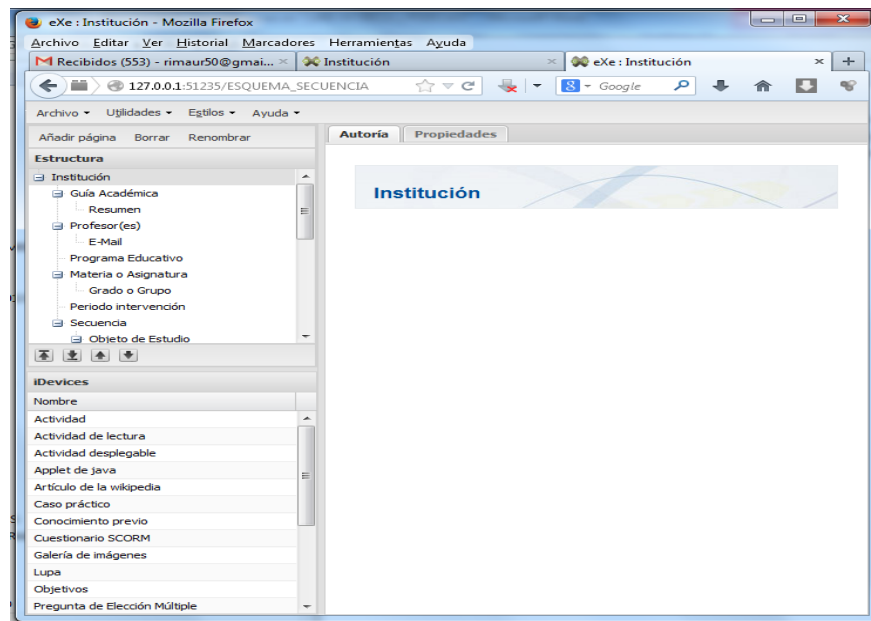 eXe : Institución - Mozilla Firefox
Archivo Editar Ver Historial Marcadores Herramientas Ayuda
Recibidos (553) - rimaur50@gmai... × Institución × eXe : Institución × +
127.0.0.1:51235/ESQUEMA_SECUENCIA 8 Google
Archivo Utilidades Estilos Ayuda
Añadir página Borrar Renombrar
Autoría Propiedades
Estructura
Institución
Guía Académica
Resumen
Profesor(es)
E-Mail
Programa Educativo
Materia o Asignatura
Grado o Grupo
Periodo intervención
Secuencia
Objeto de Estudio
Institución
iDevices
Nombre
Actividad
Actividad de lectura
Actividad desplegable
Applet de java
Artículo de la wikipedia
Caso práctico
Conocimiento previo
Cuestionario SCORM
Galería de imágenes
Lupa
Objetivos
Pregunta de Elección Múltiple